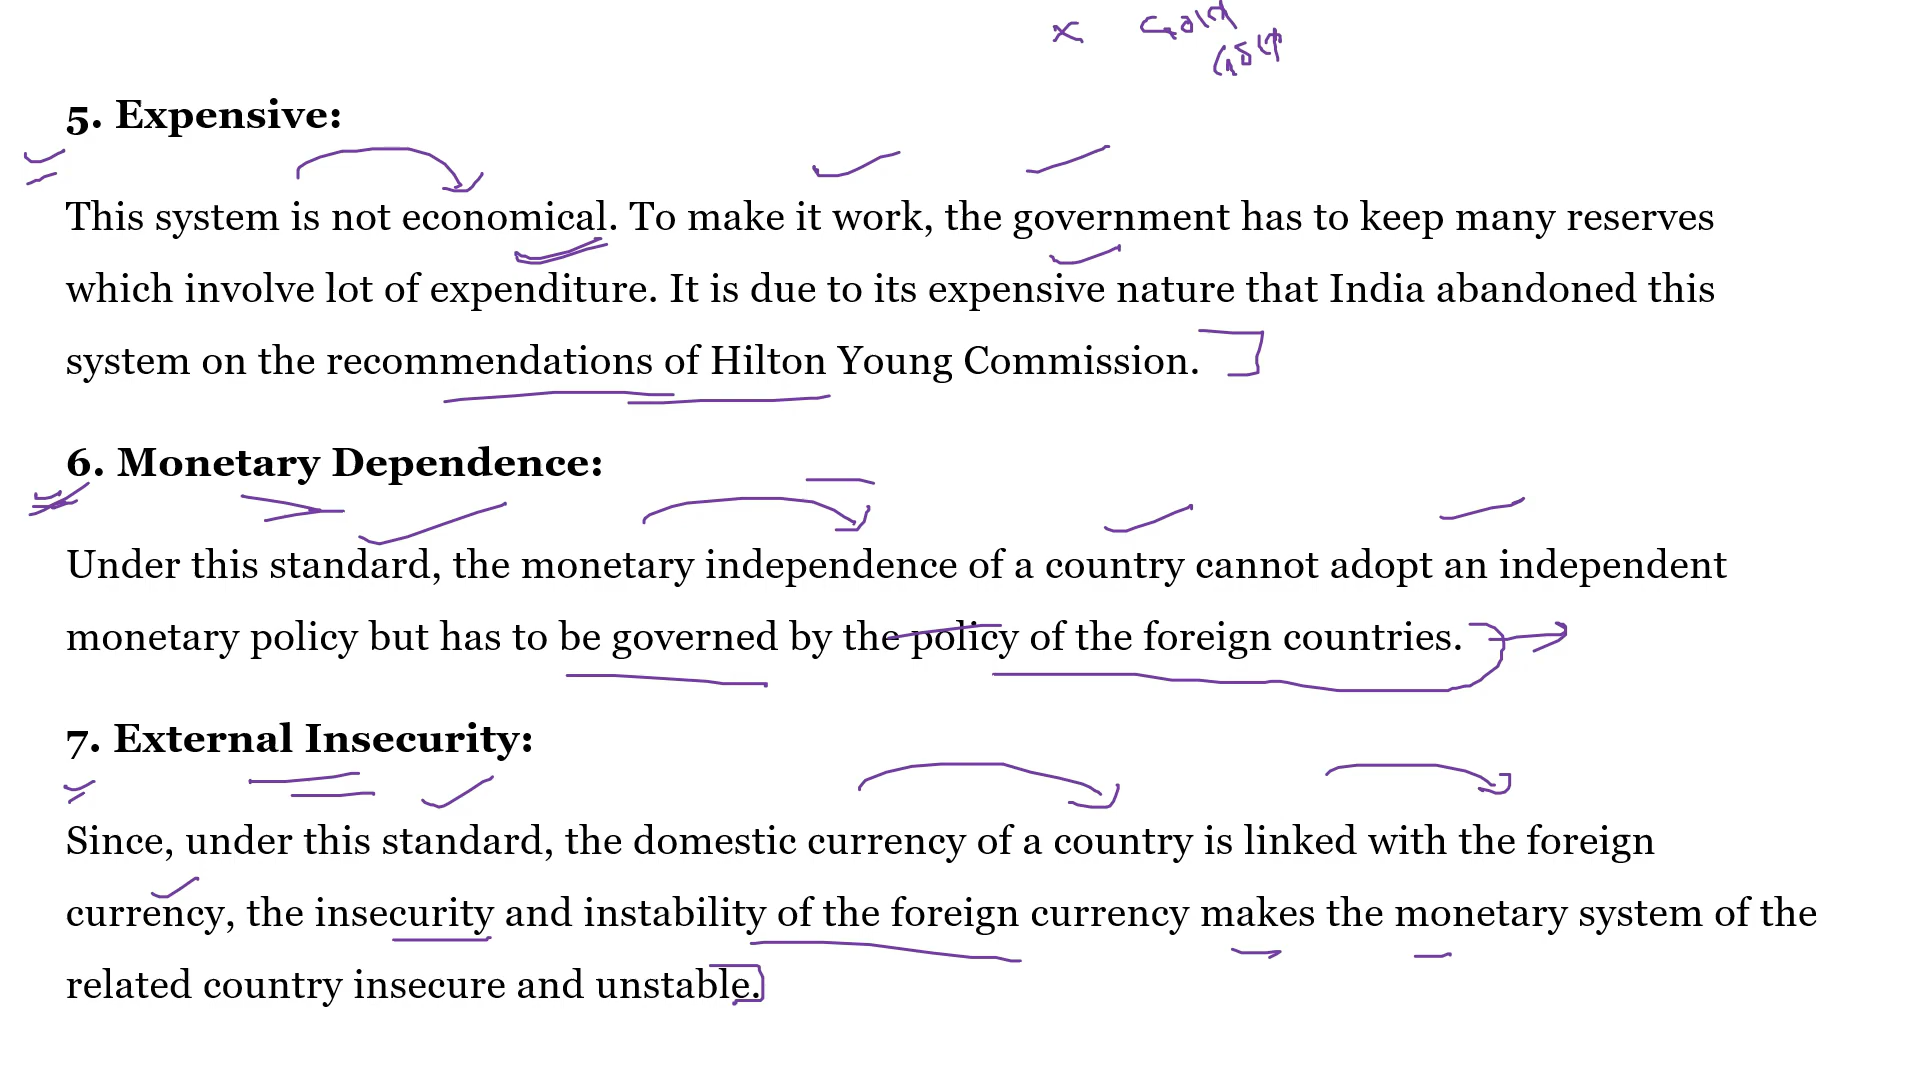 x Gold
5. Expensive:
This system is not economical. To make it work, the government has to keep many reserves
which involve lot of expenditure. It is due to its expensive nature that India abandoned this
system on the recommendations of Hilton Young Commission.
6. Monetary Dependence:
Under this standard, the monetary independence of a country cannot adopt an independent
monetary policy but has to be governed by the policy of the foreign countries.
7. External Insecurity:
Since, under this standard, the domestic currency of a country is linked with the foreign
currency, the insecurity and instability of the foreign currency makes the monetary system of the
related country insecure and unstable.